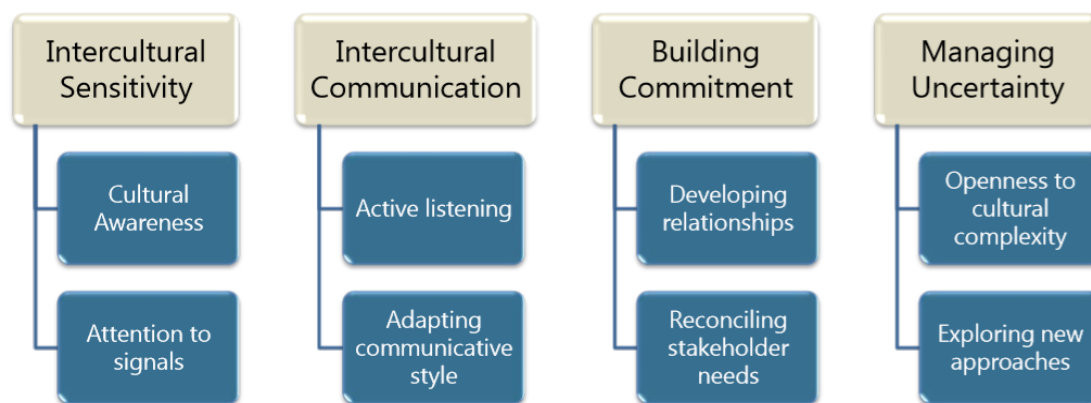 Intercultural
Sensitivity
Cultural
Awareness
Attention to
signals
Intercultural
Communication
Active listening
Adapting
communicative
style
Building
Commitment
Developing
relationships
Reconciling
stakeholder
needs
Managing
Uncertainty
Openness to
cultural
complexity
Exploring new
approaches